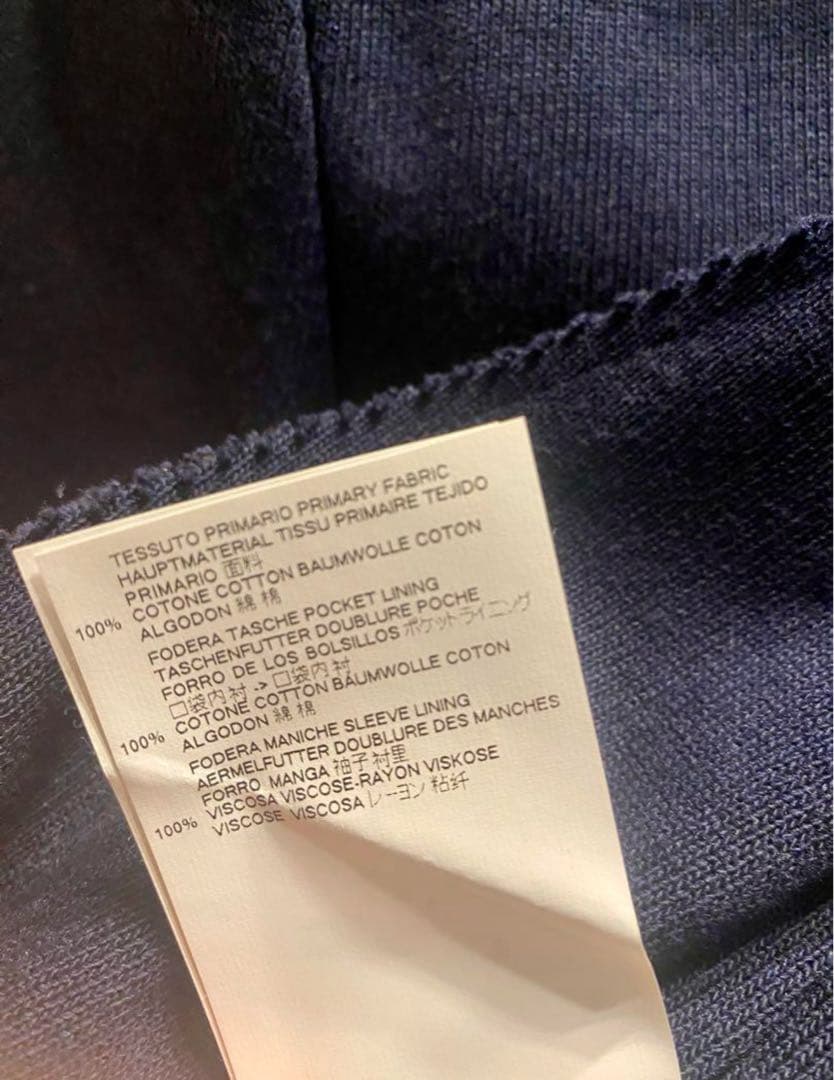 TESSUTO PRIMARIO PRIMARY FABRIC
HAUPTMATERIAL TISSU PRIMAIRE TEJIDO
PRIMARIO 面料
100% COTONE COTTON BAUMWOLLE COTON
ALGODON 綿 棉
FODERA TASCHE POCKET LINING
TASCHENFUTTER DOUBLURE POCHE
FORRO DE LOS BOLSILLOS ポケットライニング
口袋内衬 -> 口袋内衬
100% COTONE COTTON BAUMWOLLE COTON
ALGODON 綿 棉
FODERA MANICHE SLEEVE LINING
AERMELFUTTER DOUBLURE DES MANCHES
FORRO MANGA 袖子衬里
100% VISCOSA VISCOSE-RAYON VISKOSE
VISCOSE VISCOSA レーヨン 粘纤